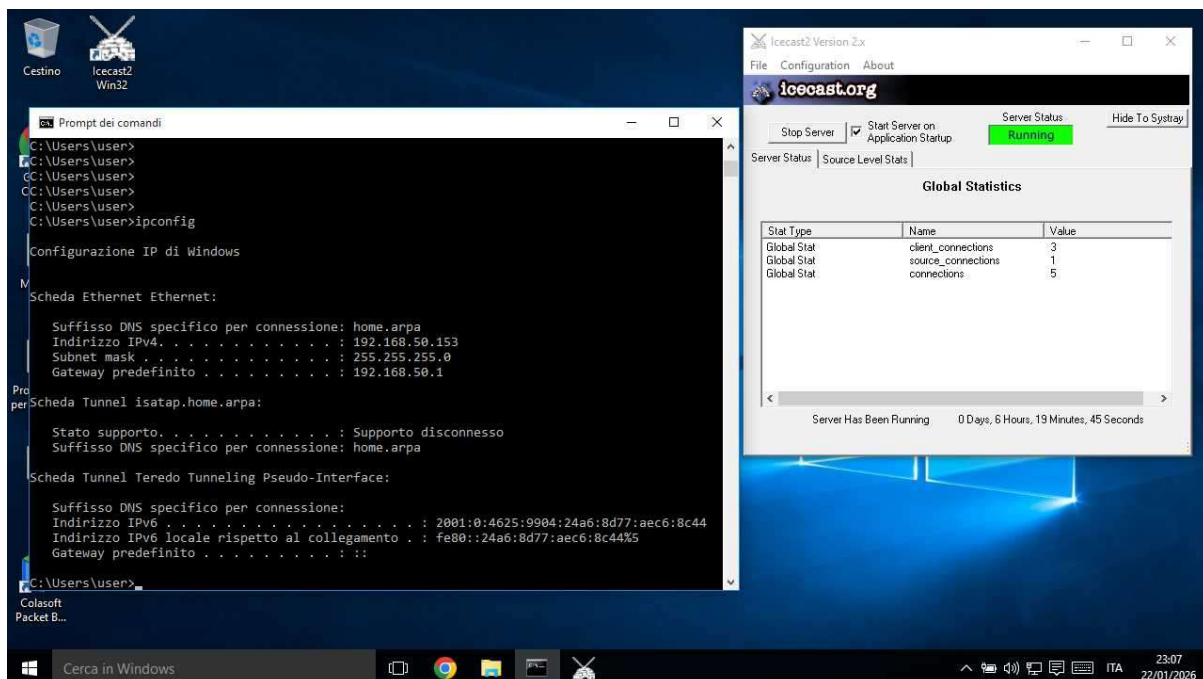 Cestino
Icecast2
Win32
Prompt dei comandi
C:\Users\user>
C:\Users\user>
C:\Users\user>
C:\Users\user>
C:\Users\user>
C:\Users\user>ipconfig
Configurazione IP di Windows
Scheda Ethernet Ethernet:
Suffisso DNS specifico per connessione: home.arpa
Indirizzo IPv4. . . . . . . . . . . . : 192.168.50.153
Subnet mask . . . . . . . . . . . . . : 255.255.255.0
Gateway predefinito . . . . . . . . . : 192.168.50.1
Scheda Tunnel isatap.home.arpa:
Stato supporto. . . . . . . . . . . . : Supporto disconnesso
Suffisso DNS specifico per connessione: home.arpa
Scheda Tunnel Teredo Tunneling Pseudo-Interface:
Suffisso DNS specifico per connessione:
Indirizzo IPv6 . . . . . . . . . . . . . . . . . : 2001:0:4625:9904:24a6:8d77:aec6:8c44
Indirizzo IPv6 locale rispetto al collegamento . : fe80::24a6:8d77:aec6:8c44%5
Gateway predefinito . . . . . . . . . : ::
C:\Users\user>
Colasoft
Packet B...
Icecast2 Version 2.x
File Configuration About
icecast.org
Stop Server
Start Server on
Application Startup
Server Status
Running
Hide To Systray
Server Status Source Level Stats
Global Statistics
Stat Type Name Value
Global Stat client_connections 3
Global Stat source_connections 1
Global Stat connections 5
Server Has Been Running 0 Days, 6 Hours, 19 Minutes, 45 Seconds
Cerca in Windows
ITA
23:07
22/01/2026